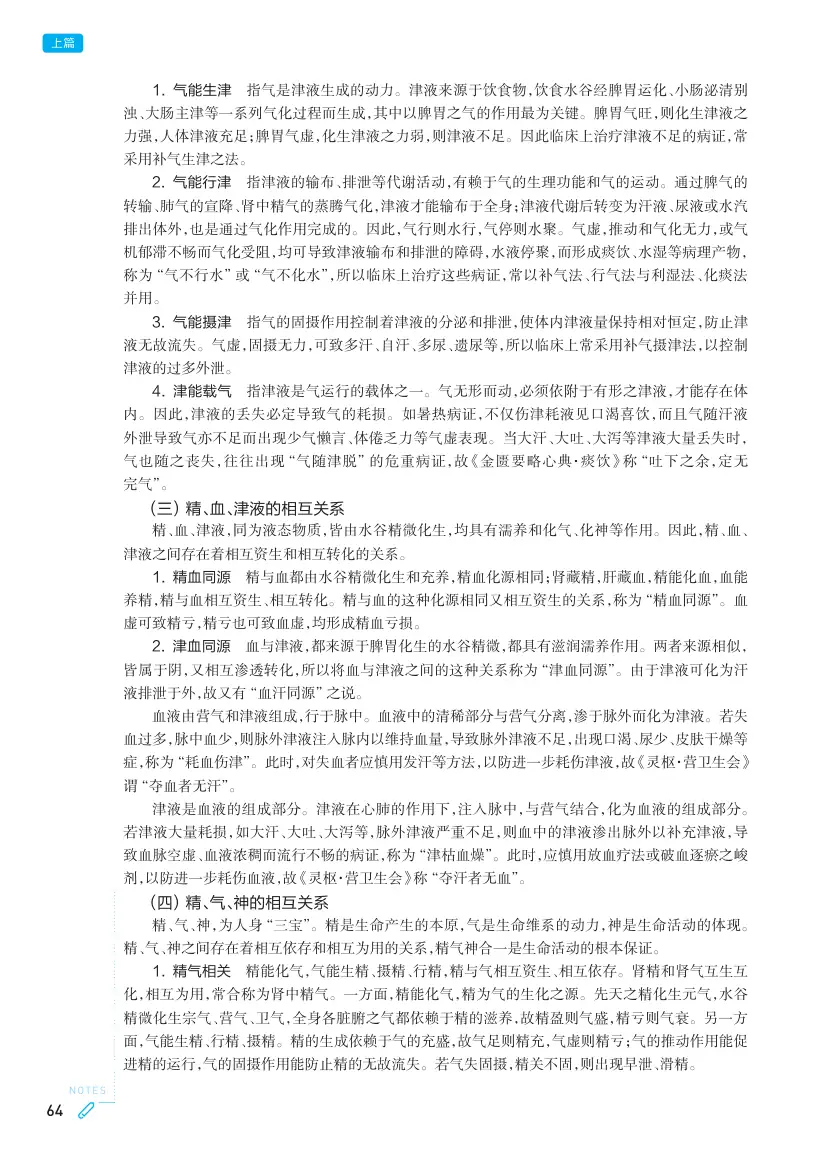 上篇
1. 气能生津　指气是津液生成的动力。津液来源于饮食物,饮食水谷经脾胃运化、小肠泌清别
浊、大肠主津等一系列气化过程而生成,其中以脾胃之气的作用最为关键。脾胃气旺,则化生津液之
力强,人体津液充足;脾胃气虚,化生津液之力弱,则津液不足。因此临床上治疗津液不足的病证,常
采用补气生津之法。
2. 气能行津　指津液的输布、排泄等代谢活动,有赖于气的生理功能和气的运动。通过脾气的
转输、肺气的宣降、肾中精气的蒸腾气化,津液才能输布于全身;津液代谢后转变为汗液、尿液或水汽
排出体外,也是通过气化作用完成的。因此,气行则水行,气停则水聚。气虚,推动和气化无力,或气
机郁滞不畅而气化受阻,均可导致津液输布和排泄的障碍,水液停聚,而形成痰饮、水湿等病理产物,
称为“气不行水”或“气不化水”,所以临床上治疗这些病证,常以补气法、行气法与利湿法、化痰法
并用。
3. 气能摄津　指气的固摄作用控制着津液的分泌和排泄,使体内津液量保持相对恒定,防止津
液无故流失。气虚,固摄无力,可致多汗、自汗、多尿、遗尿等,所以临床上常采用补气摄津法,以控制
津液的过多外泄。
4. 津能载气　指津液是气运行的载体之一。气无形而动,必须依附于有形之津液,才能存在体
内。因此,津液的丢失必定导致气的耗损。如暑热病证,不仅伤津耗液见口渴喜饮,而且气随汗液
外泄导致气亦不足而出现少气懒言、体倦乏力等气虚表现。当大汗、大吐、大泻等津液大量丢失时,
气也随之丧失,往往出现“气随津脱”的危重病证,故《金匮要略心典·痰饮》称“吐下之余,定无
完气”。
(三) 精、血、津液的相互关系
精、血、津液,同为液态物质,皆由水谷精微化生,均具有濡养和化气、化神等作用。因此,精、血、
津液之间存在着相互资生和相互转化的关系。
1. 精血同源　精与血都由水谷精微化生和充养,精血化源相同;肾藏精,肝藏血,精能化血,血能
养精,精与血相互资生、相互转化。精与血的这种化源相同又相互资生的关系,称为“精血同源”。血
虚可致精亏,精亏也可致血虚,均形成精血亏损。
2. 津血同源　血与津液,都来源于脾胃化生的水谷精微,都具有滋润濡养作用。两者来源相似,
皆属于阴,又相互渗透转化,所以将血与津液之间的这种关系称为“津血同源”。由于津液可化为汗
液排泄于外,故又有“血汗同源”之说。
血液由营气和津液组成,行于脉中。血液中的清稀部分与营气分离,渗于脉外而化为津液。若失
血过多,脉中血少,则脉外津液注入脉内以维持血量,导致脉外津液不足,出现口渴、尿少、皮肤干燥等
症,称为“耗血伤津”。此时,对失血者应慎用发汗等方法,以防进一步耗伤津液,故《灵枢·营卫生会》
谓“夺血者无汗”。
津液是血液的组成部分。津液在心肺的作用下,注入脉中,与营气结合,化为血液的组成部分。
若津液大量耗损,如大汗、大吐、大泻等,脉外津液严重不足,则血中的津液渗出脉外以补充津液,导
致血脉空虚、血液浓稠而流行不畅的病证,称为“津枯血燥”。此时,应慎用放血疗法或破血逐瘀之峻
剂,以防进一步耗伤血液,故《灵枢·营卫生会》称“夺汗者无血”。
(四) 精、气、神的相互关系
精、气、神,为人身“三宝”。精是生命产生的本原,气是生命维系的动力,神是生命活动的体现。
精、气、神之间存在着相互依存和相互为用的关系,精气神合一是生命活动的根本保证。
1. 精气相关　精能化气,气能生精、摄精、行精,精与气相互资生、相互依存。肾精和肾气互生互
化,相互为用,常合称为肾中精气。一方面,精能化气,精为气的生化之源。先天之精化生元气,水谷
精微化生宗气、营气、卫气,全身各脏腑之气都依赖于精的滋养,故精盈则气盛,精亏则气衰。另一方
面,气能生精、行精、摄精。精的生成依赖于气的充盛,故气足则精充,气虚则精亏;气的推动作用能促
进精的运行,气的固摄作用能防止精的无故流失。若气失固摄,精关不固,则出现早泄、滑精。
NOTES
64